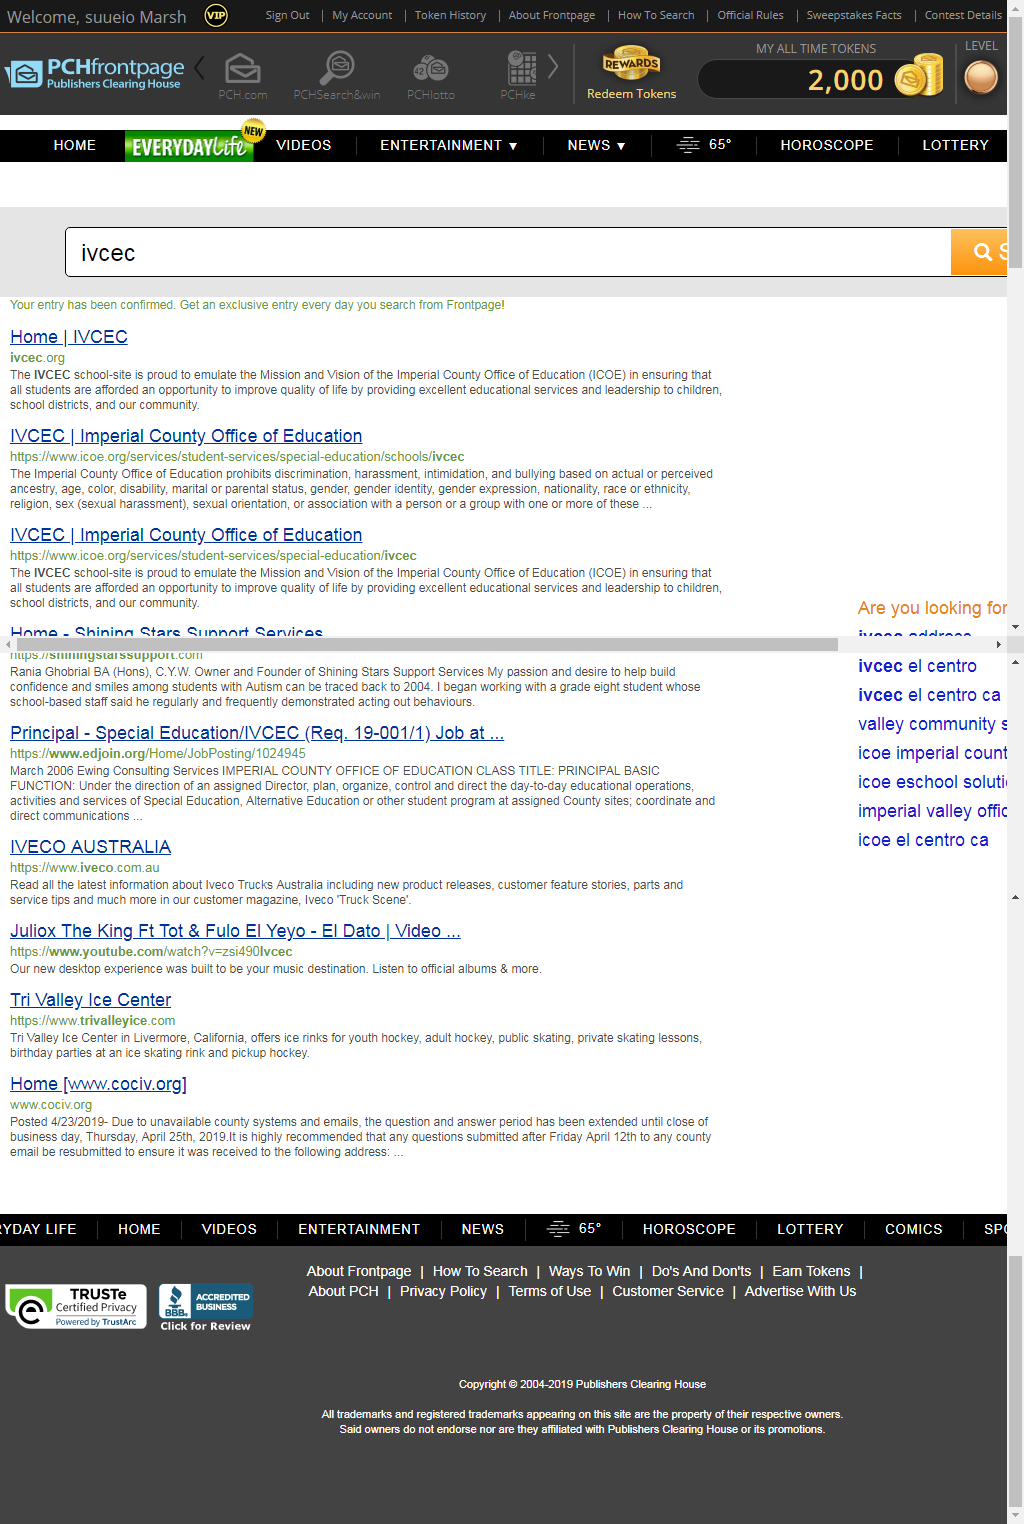 Welcome, suueio Marsh VIP Sign Out | My Account | Token History | About Frontpage | How To Search | Official Rules | Sweepstakes Facts | Contest Details
PCHfrontpage
Publishers Clearing House
PCH.com PCHSearch&win PCHlotto PCHke
REWARDS
Redeem Tokens
MY ALL TIME TOKENS
2,000
LEVEL
HOME EVERYDAYLife NEW VIDEOS ENTERTAINMENT ▼ NEWS ▼ 65° HOROSCOPE LOTTERY
ivcec S
Your entry has been confirmed. Get an exclusive entry every day you search from Frontpage!
Home | IVCEC
ivcec.org
The IVCEC school-site is proud to emulate the Mission and Vision of the Imperial County Office of Education (ICOE) in ensuring that
all students are afforded an opportunity to improve quality of life by providing excellent educational services and leadership to children,
school districts, and our community.
IVCEC | Imperial County Office of Education
https://www.icoe.org/services/student-services/special-education/schools/ivcec
The Imperial County Office of Education prohibits discrimination, harassment, intimidation, and bullying based on actual or perceived
ancestry, age, color, disability, marital or parental status, gender, gender identity, gender expression, nationality, race or ethnicity,
religion, sex (sexual harassment), sexual orientation, or association with a person or a group with one or more of these ...
IVCEC | Imperial County Office of Education
https://www.icoe.org/services/student-services/special-education/ivcec
The IVCEC school-site is proud to emulate the Mission and Vision of the Imperial County Office of Education (ICOE) in ensuring that
all students are afforded an opportunity to improve quality of life by providing excellent educational services and leadership to children,
school districts, and our community.
Home - Shining Stars Support Services
https://shiningstarssupport.com
Rania Ghobrial BA (Hons), C.Y.W. Owner and Founder of Shining Stars Support Services My passion and desire to help build
confidence and smiles among students with Autism can be traced back to 2004. I began working with a grade eight student whose
school-based staff said he regularly and frequently demonstrated acting out behaviours.
Principal - Special Education/IVCEC (Req. 19-001/1) Job at ...
https://www.edjoin.org/Home/JobPosting/1024945
March 2006 Ewing Consulting Services IMPERIAL COUNTY OFFICE OF EDUCATION CLASS TITLE: PRINCIPAL BASIC
FUNCTION: Under the direction of an assigned Director, plan, organize, control and direct the day-to-day educational operations,
activities and services of Special Education, Alternative Education or other student program at assigned County sites; coordinate and
direct communications ...
IVECO AUSTRALIA
https://www.iveco.com.au
Read all the latest information about Iveco Trucks Australia including new product releases, customer feature stories, parts and
service tips and much more in our customer magazine, Iveco 'Truck Scene'.
Juliox The King Ft Tot & Fulo El Yeyo - El Dato | Video ...
https://www.youtube.com/watch?v=zsi490Ivcec
Our new desktop experience was built to be your music destination. Listen to official albums & more.
Tri Valley Ice Center
https://www.trivalleyice.com
Tri Valley Ice Center in Livermore, California, offers ice rinks for youth hockey, adult hockey, public skating, private skating lessons,
birthday parties at an ice skating rink and pickup hockey.
Home [www.cociv.org]
www.cociv.org
Posted 4/23/2019- Due to unavailable county systems and emails, the question and answer period has been extended until close of
business day, Thursday, April 25th, 2019.It is highly recommended that any questions submitted after Friday April 12th to any county
email be resubmitted to ensure it was received to the following address: ...
Are you looking for
ivcec address
ivcec el centro
ivcec el centro ca
valley community s
icoe imperial count
icoe eschool soluti
imperial valley offic
icoe el centro ca
RYDAY LIFE HOME VIDEOS ENTERTAINMENT NEWS 65° HOROSCOPE LOTTERY COMICS SPO
About Frontpage | How To Search | Ways To Win | Do's And Don'ts | Earn Tokens |
About PCH | Privacy Policy | Terms of Use | Customer Service | Advertise With Us
TRUSTe
Certified Privacy
Powered by TrustArc
BBB.
ACCREDITED
BUSINESS
Click for Review
Copyright © 2004-2019 Publishers Clearing House
All trademarks and registered trademarks appearing on this site are the property of their respective owners.
Said owners do not endorse nor are they affiliated with Publishers Clearing House or its promotions.